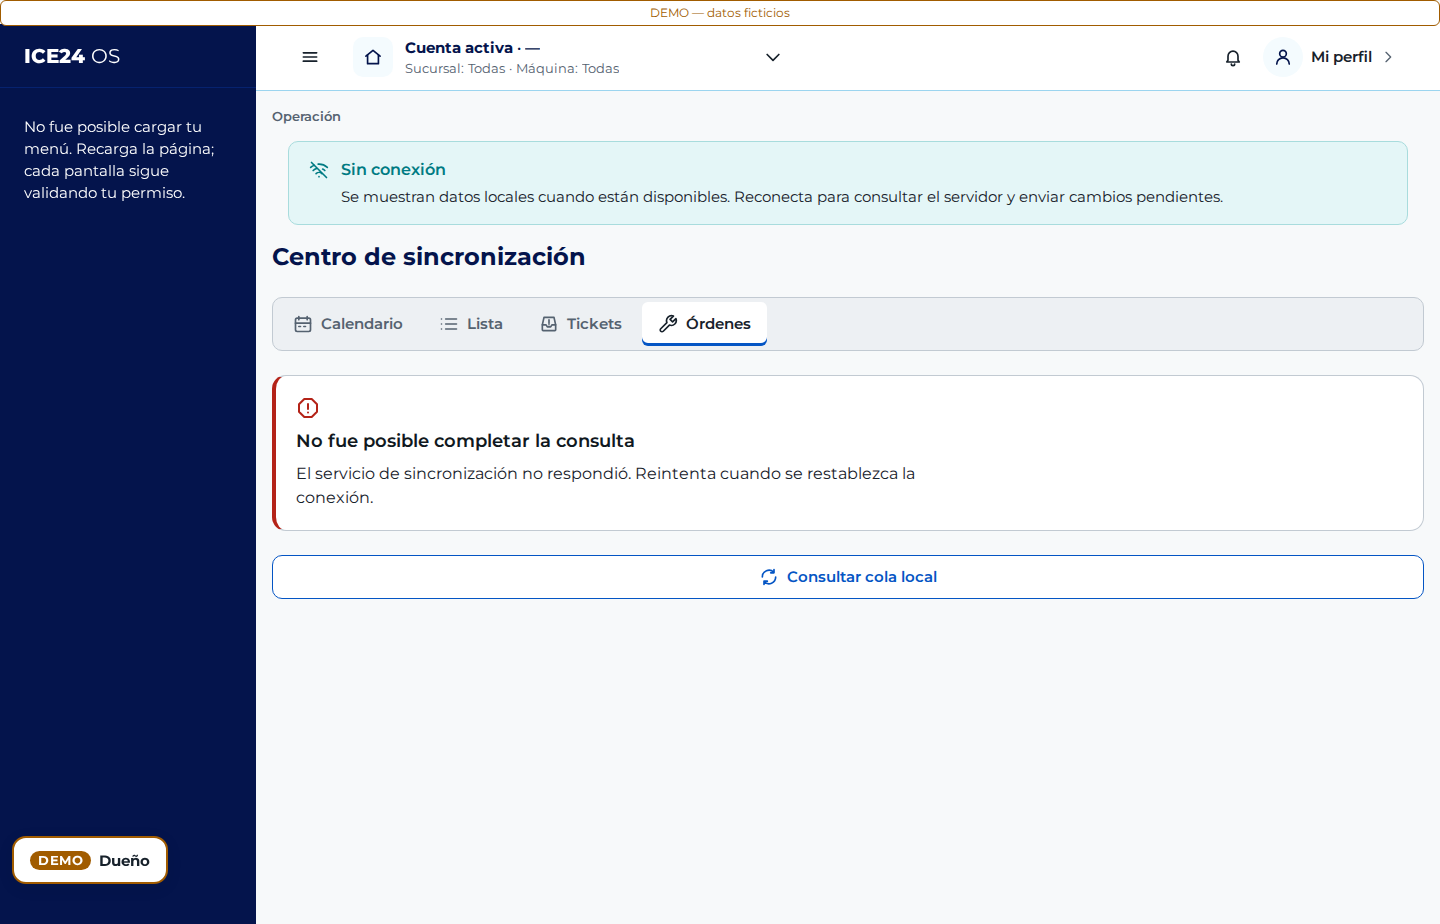 DEMO — datos ficticios
ICE24 OS
Cuenta activa · —
Sucursal: Todas · Máquina: Todas
Mi perfil
No fue posible cargar tu
menú. Recarga la página;
cada pantalla sigue
validando tu permiso.
Operación
Sin conexión
Se muestran datos locales cuando están disponibles. Reconecta para consultar el servidor y enviar cambios pendientes.
Centro de sincronización
Calendario
Lista
Tickets
Órdenes
No fue posible completar la consulta
El servicio de sincronización no respondió. Reintenta cuando se restablezca la
conexión.
Consultar cola local
DEMO Dueño